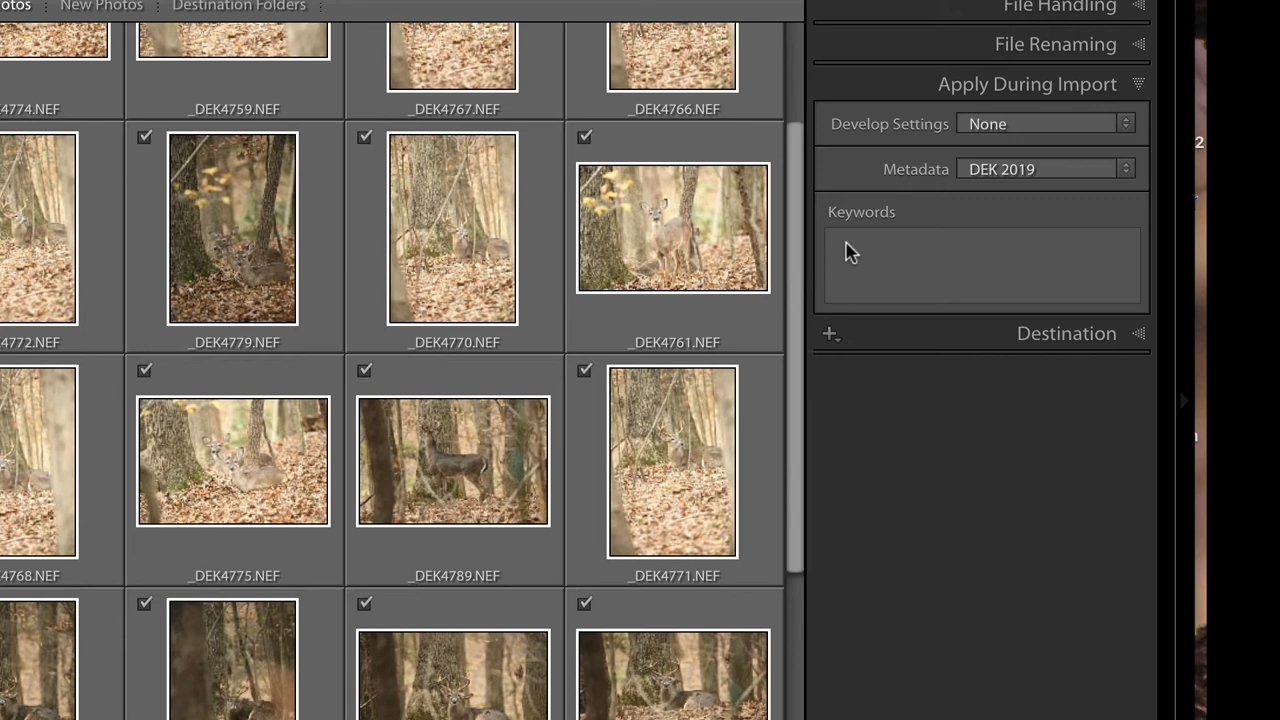 otos
New Photos
Destination Folders
File Handling
File Renaming
Apply During Import
Develop Settings
None
Metadata
DEK 2019
Keywords
Destination
4774.NEF
_DEK4759.NEF
_DEK4767.NEF
_DEK4766.NEF
4772.NEF
_DEK4779.NEF
_DEK4770.NEF
_DEK4761.NEF
4768.NEF
_DEK4775.NEF
_DEK4789.NEF
_DEK4771.NEF
2